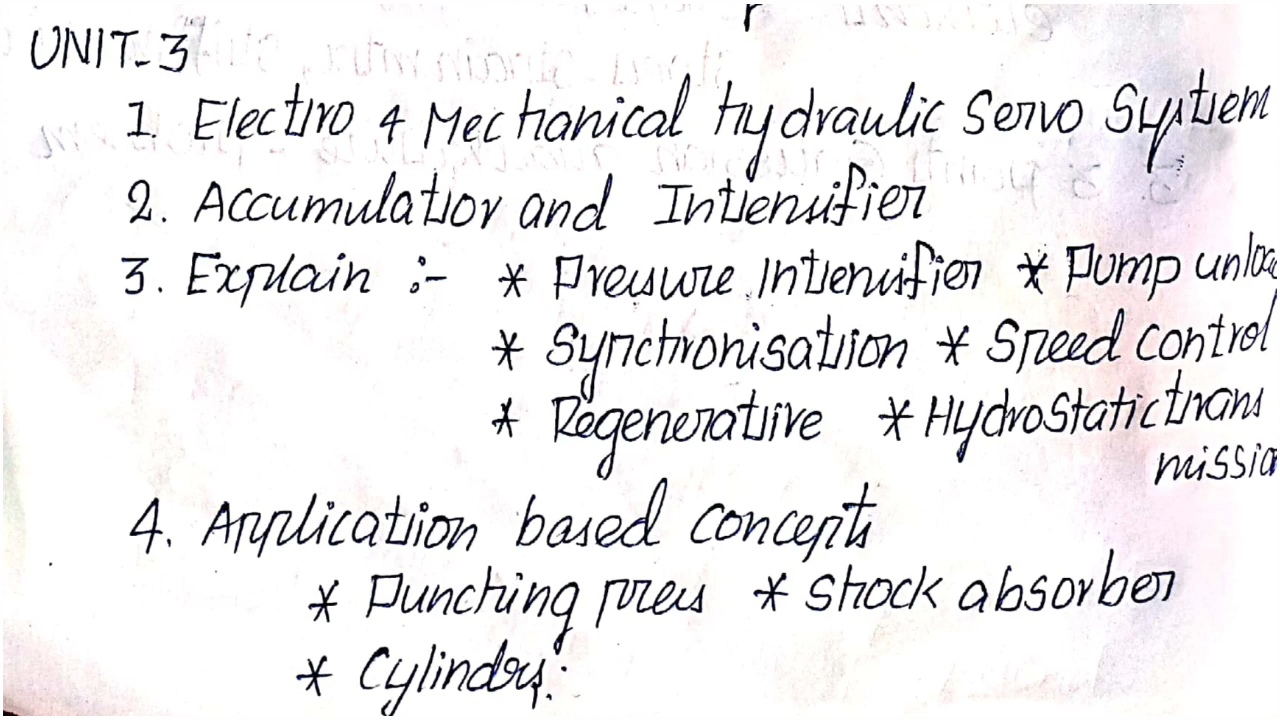 UNIT-3
1. Electro & Mechanical hydraulic Servo System
2. Accumulator and Intensifier
3. Explain :- * Pressure Intensifier * Pump unloa
* Synchronisation * Speed control
* Regenerative * Hydrostatic trans
missio
4. Application based concepts
* Punching press * Shock absorber
* Cylinders.